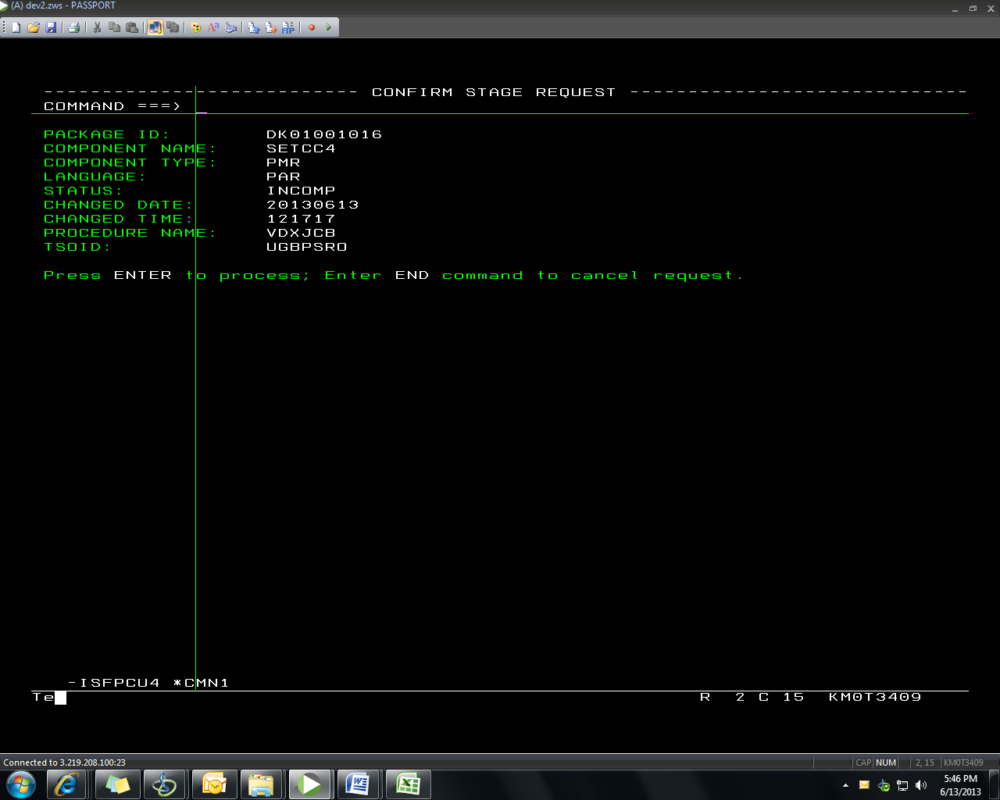 (A) dev2.zws - PASSPORT
--------------------------- CONFIRM STAGE REQUEST -----------------------------
COMMAND ===> _
PACKAGE ID: DK01001016
COMPONENT NAME: SETCC4
COMPONENT TYPE: PMR
LANGUAGE: PAR
STATUS: INCOMP
CHANGED DATE: 20130613
CHANGED TIME: 121717
PROCEDURE NAME: VDXJCB
TSOID: UGBPSRO
Press ENTER to process; Enter END command to cancel request.
-ISFPCU4 *CMN1
Te R 2 C 15 KM0T3409
Connected to 3.219.208.100:23 CAP NUM 2, 15 KM0T3409
5:46 PM
6/13/2013